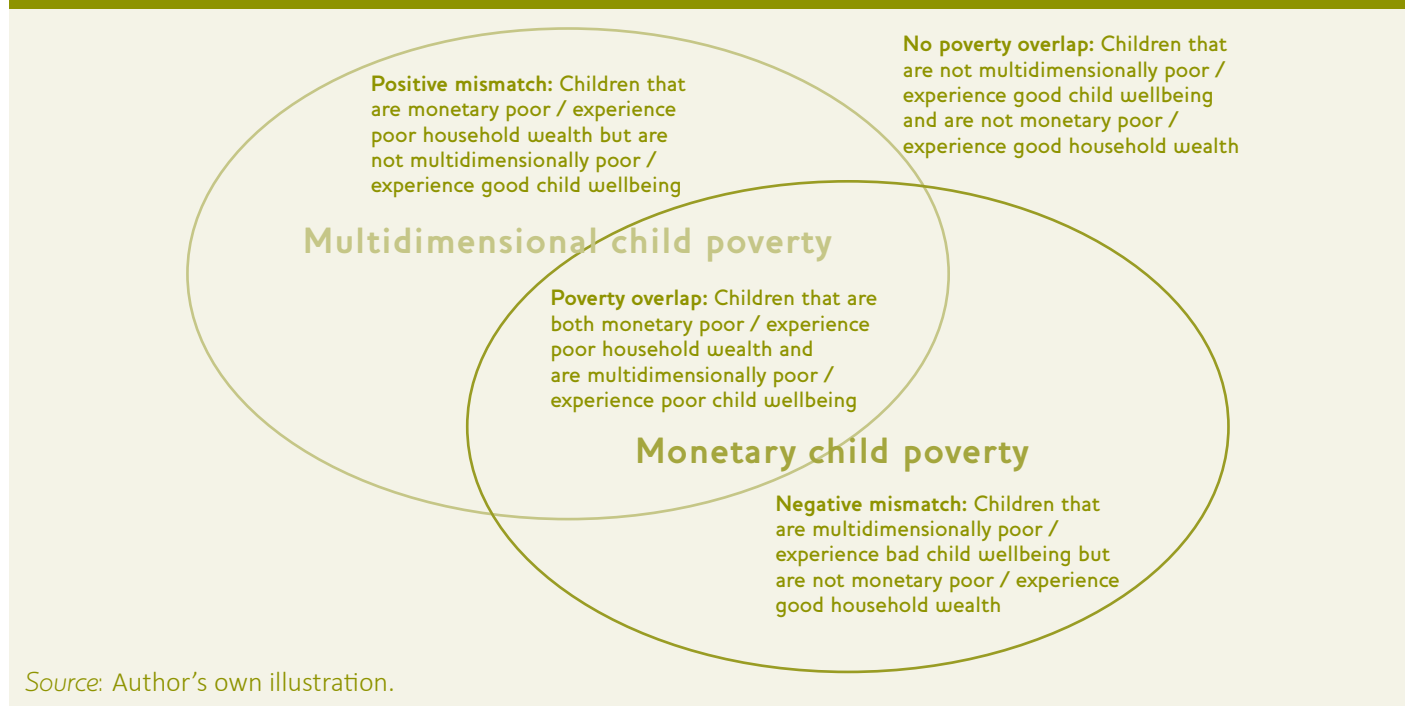 No poverty overlap: Children that
are not multidimensionally poor /
experience good child wellbeing
and are not monetary poor /
experience good household wealth
Positive mismatch: Children that
are monetary poor / experience
poor household wealth but are
not multidimensionally poor /
experience good child wellbeing
Multidimensional child poverty
Poverty overlap: Children that are
both monetary poor / experience
poor household wealth and
are multidimensionally poor /
experience poor child wellbeing
Monetary child poverty
Negative mismatch: Children that
are multidimensionally poor /
experience bad child wellbeing but
are not monetary poor / experience
good household wealth
Source: Author’s own illustration.